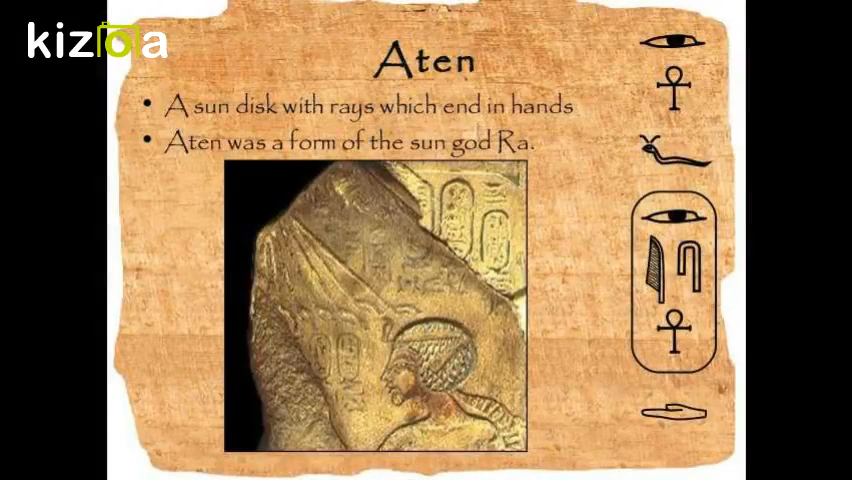 kizoa
Aten
• A sun disk with rays which end in hands
• Aten was a form of the sun god Ra.